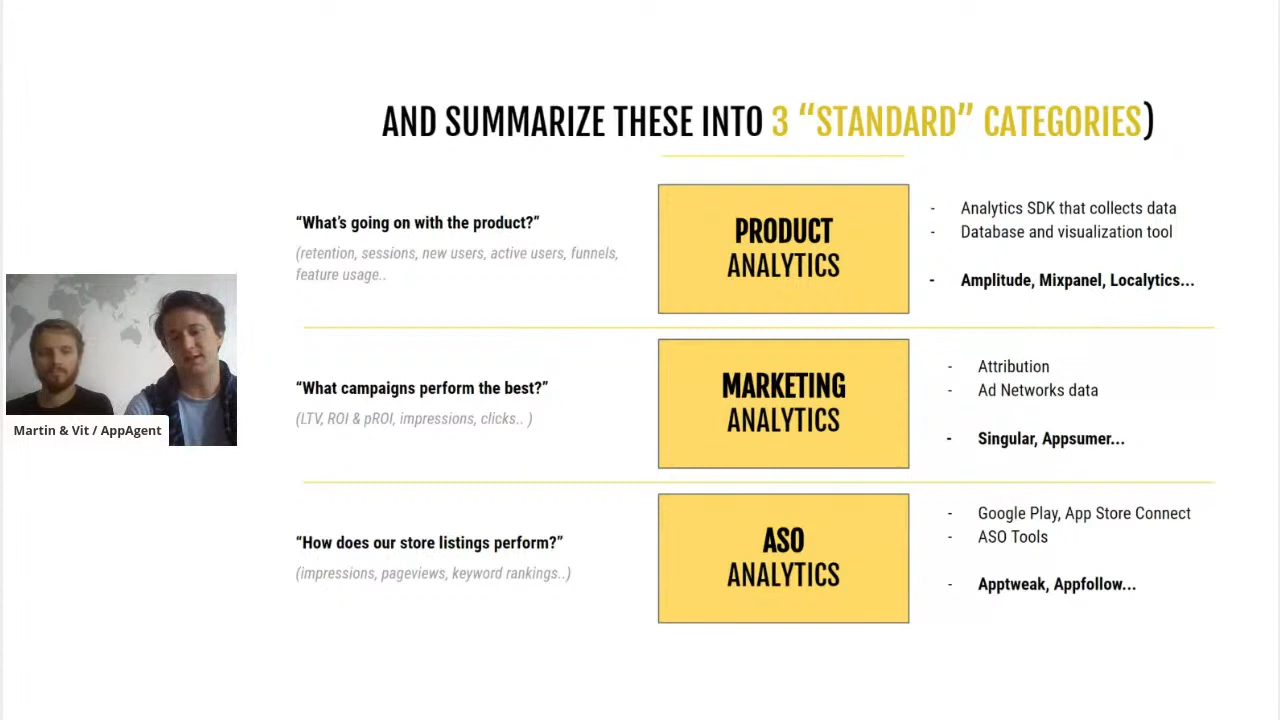 AND SUMMARIZE THESE INTO 3 “STANDARD” CATEGORIES)
“What’s going on with the product?”
(retention, sessions, new users, active users, funnels,
feature usage..
PRODUCT
ANALYTICS
- Analytics SDK that collects data
- Database and visualization tool
- Amplitude, Mixpanel, Localytics...
“What campaigns perform the best?”
(LTV, ROI & pROI, impressions, clicks.. )
MARKETING
ANALYTICS
- Attribution
- Ad Networks data
- Singular, Appsumer...
Martin & Vit / AppAgent
“How does our store listings perform?”
(impressions, pageviews, keyword rankings..)
ASO
ANALYTICS
- Google Play, App Store Connect
- ASO Tools
- Apptweak, Appfollow...